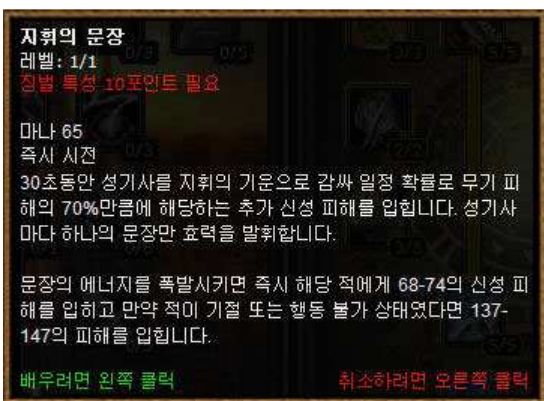 지휘의 문장
레벨: 1/1
징벌 특성 10포인트 필요
마나 65
즉시 시전
30초동안 성기사를 지휘의 기운으로 감싸 일정 확률로 무기 피
해의 70%만큼에 해당하는 추가 신성 피해를 입힙니다. 성기사
마다 하나의 문장만 효력을 발휘합니다.
문장의 에너지를 폭발시키면 즉시 해당 적에게 68-74의 신성 피
해를 입히고 만약 적이 기절 또는 행동 불가 상태였다면 137-
147의 피해를 입힙니다.
배우려면 왼쪽 클릭 취소하려면 오른쪽 클릭